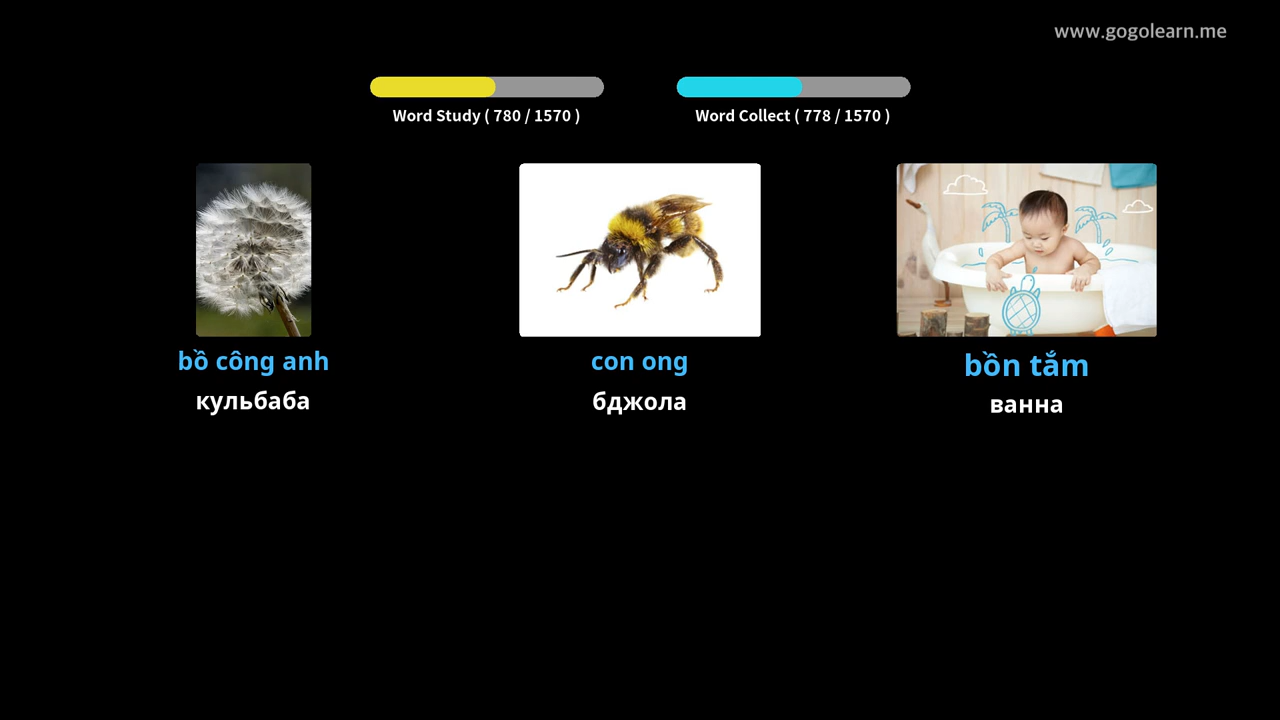 www.gogolearn.me
Word Study ( 780 / 1570 )
Word Collect ( 778 / 1570 )
bồ công anh
кульбаба
con ong
бджола
bồn tắm
ванна